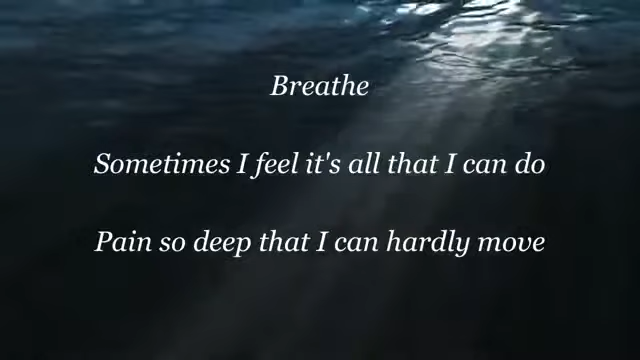 Breathe
Sometimes I feel it's all that I can do
Pain so deep that I can hardly move